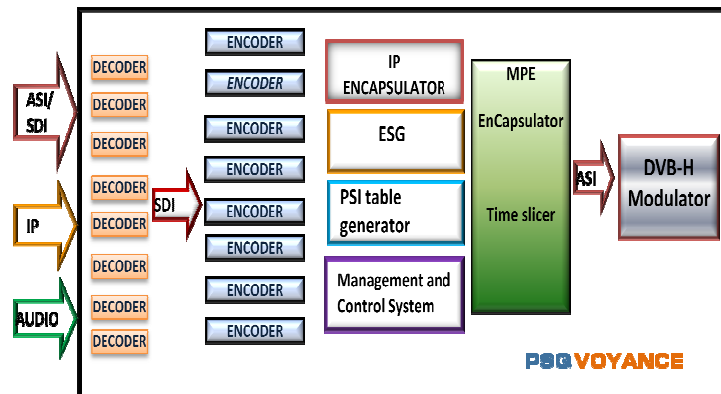 ASI/
SDI
IP
AUDIO
DECODER
DECODER
DECODER
DECODER
DECODER
DECODER
DECODER
DECODER
SDI
ENCODER
ENCODER
ENCODER
ENCODER
ENCODER
ENCODER
ENCODER
ENCODER
IP
ENCAPSULATOR
ESG
PSI table
generator
Management and
Control System
MPE
EnCapsulator
Time slicer
ASI
DVB-H
Modulator
PSQVOYANCE